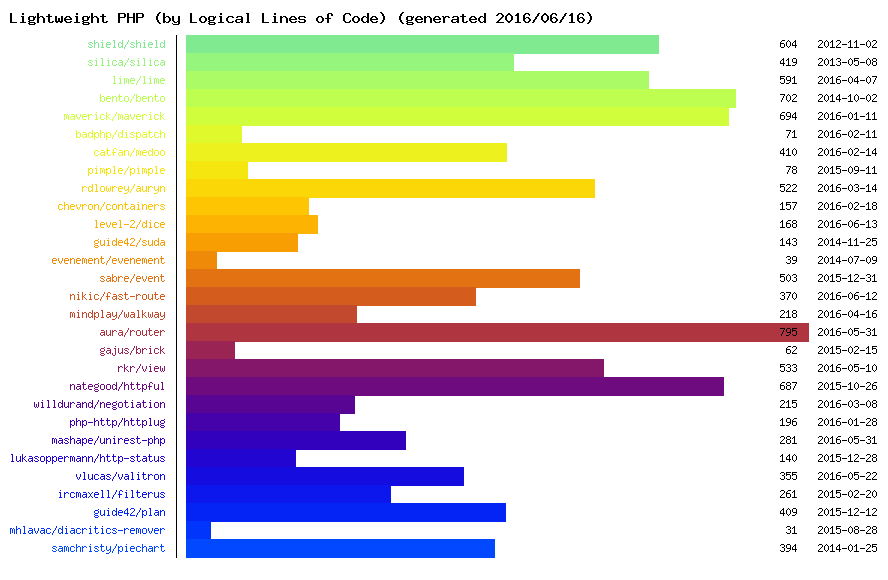 Lightweight PHP (by Logical Lines of Code) (generated 2016/06/16)
shield/shield 604 2012-11-02
silica/silica 419 2013-05-08
lime/lime 591 2016-04-07
bento/bento 702 2014-10-02
maverick/maverick 694 2016-01-11
badphp/dispatch 71 2016-02-11
catfan/medoo 410 2016-02-14
pimple/pimple 78 2015-09-11
rdlowrey/auryn 522 2016-03-14
chevron/containers 157 2016-02-18
level-2/dice 168 2016-06-13
guide42/suda 143 2014-11-25
evenement/evenement 39 2014-07-09
sabre/event 503 2015-12-31
nikic/fast-route 370 2016-06-12
mindplay/walkway 218 2016-04-16
aura/router 795 2016-05-31
gajus/brick 62 2015-02-15
rkr/view 533 2016-05-10
nategood/httpful 687 2015-10-26
willdurand/negotiation 215 2016-03-08
php-http/httplug 196 2016-01-28
mashape/unirest-php 281 2016-05-31
lukasoppermann/http-status 140 2015-12-28
vlucas/valitron 355 2016-05-22
ircmaxell/filterus 261 2015-02-20
guide42/plan 409 2015-12-12
mhlavac/diacritics-remover 31 2015-08-28
samchristy/piechart 394 2014-01-25